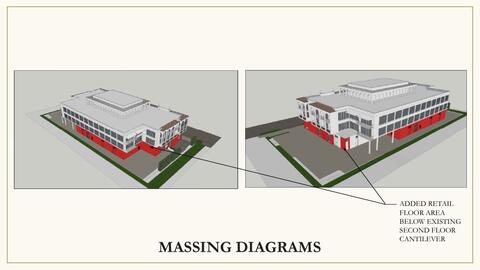 ADDED RETAIL
FLOOR AREA
BELOW EXISTING
SECOND FLOOR
CANTILEVER
MASSING DIAGRAMS